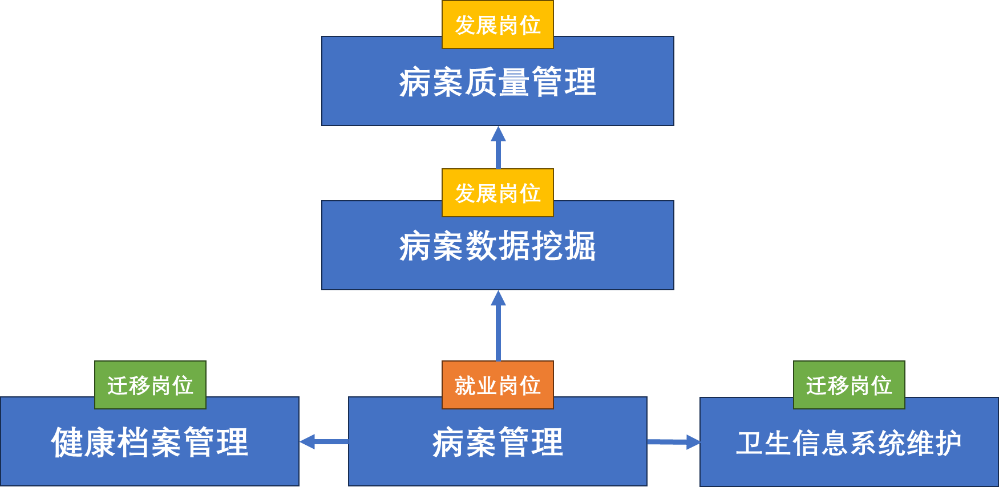 发展岗位
病案质量管理
发展岗位
病案数据挖掘
迁移岗位
就业岗位
迁移岗位
健康档案管理
病案管理
卫生信息系统维护